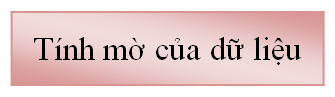 Tính mờ của dữ liệu